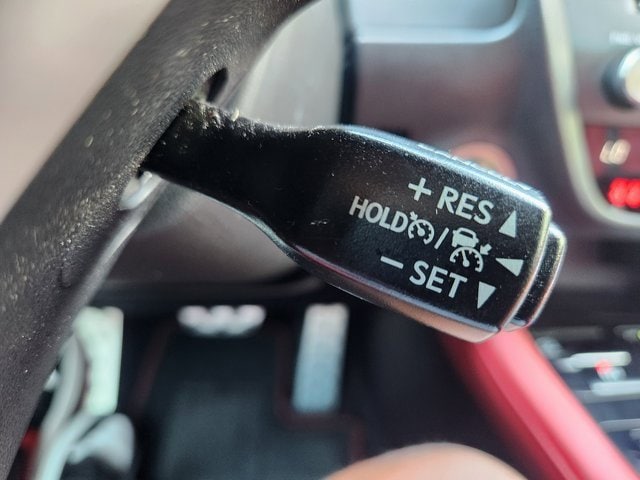 + RES
HOLD /
- SET